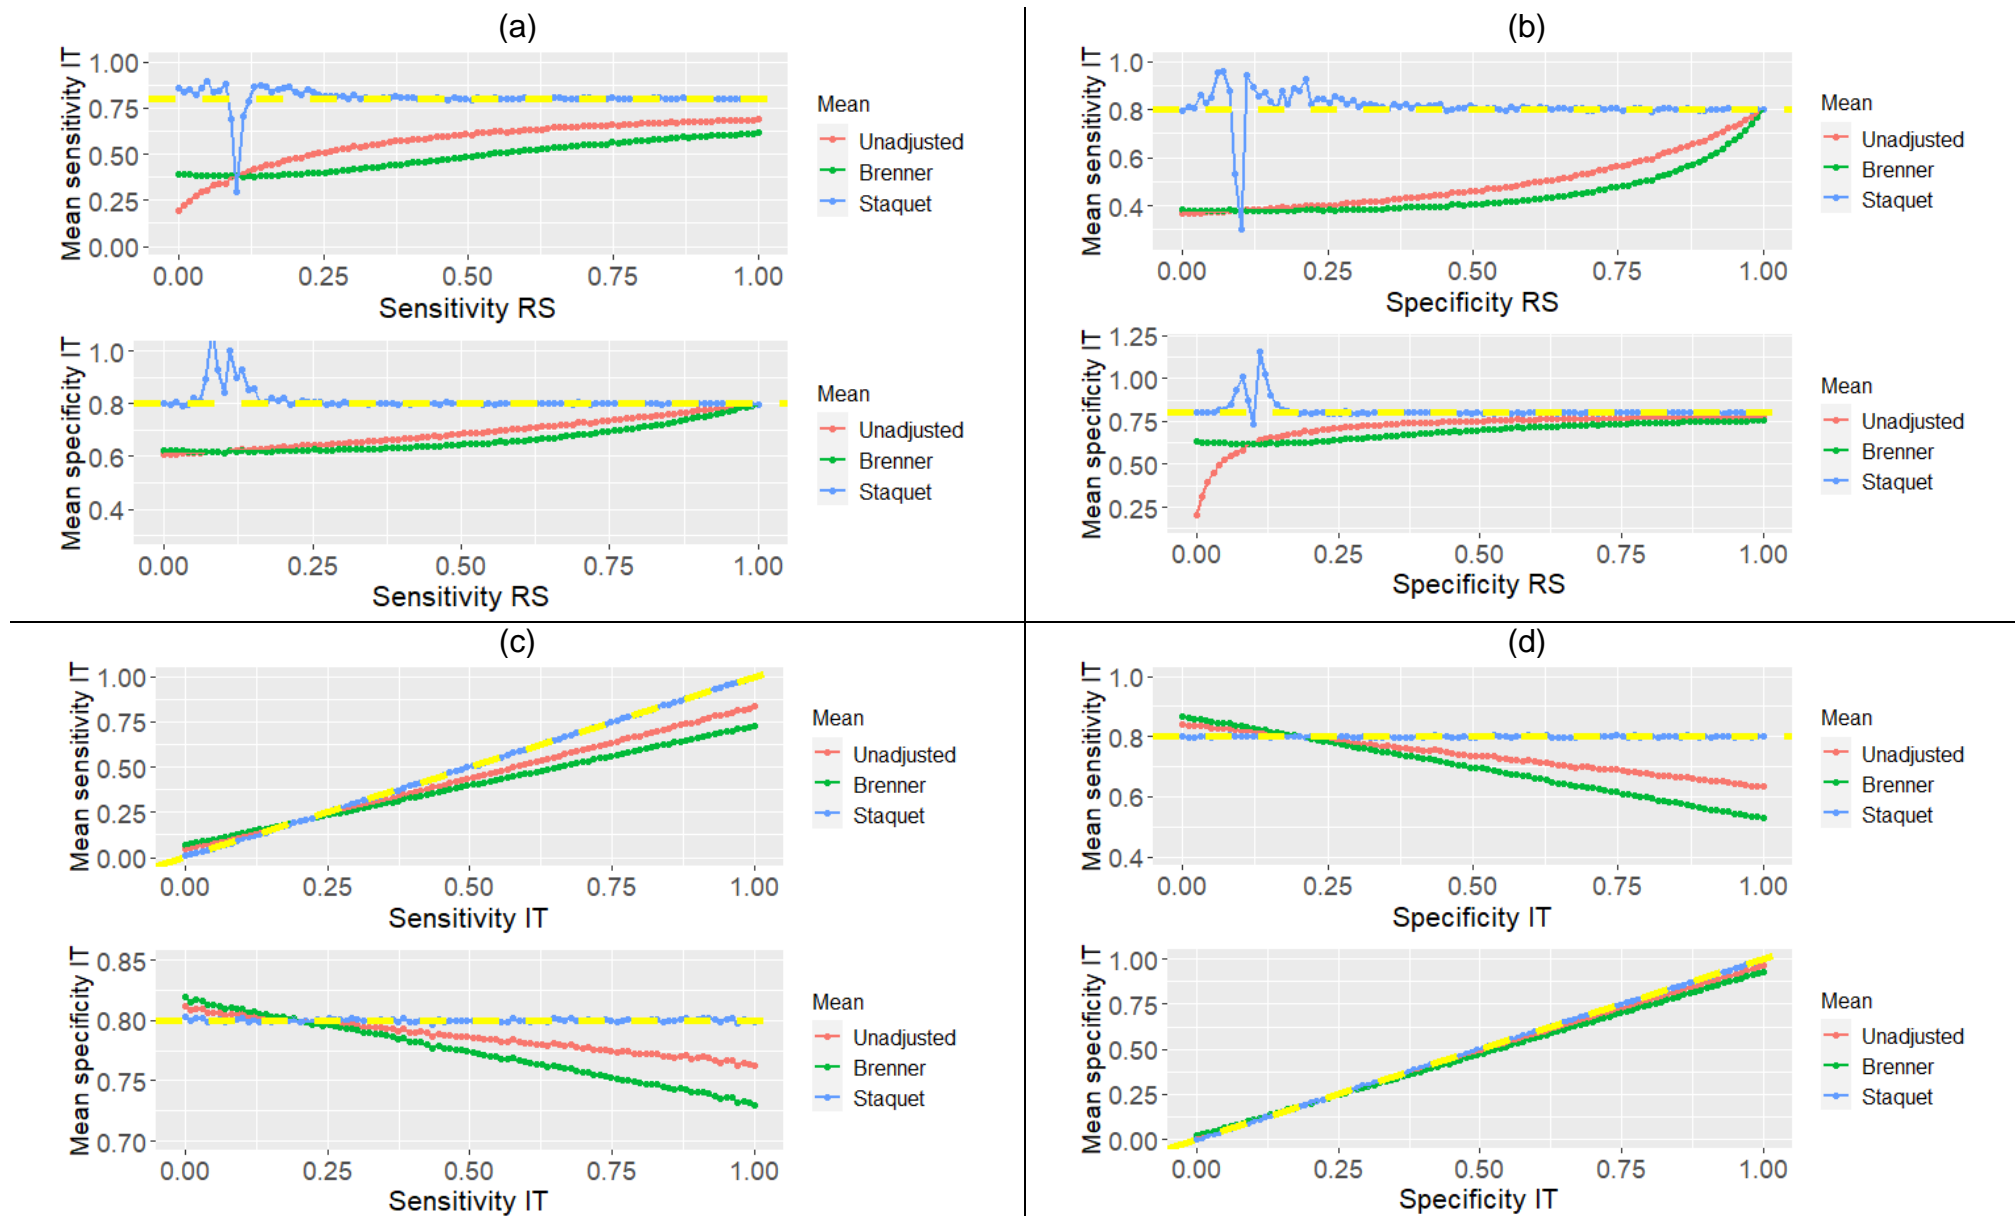 (a)
Mean sensitivity IT
1.00
0.75
0.50
0.25
0.00
0.00 0.25 0.50 0.75 1.00
Sensitivity RS
Mean
Unadjusted
Brenner
Staquet
Mean specificity IT
1.0
0.8
0.6
0.4
0.00 0.25 0.50 0.75 1.00
Sensitivity RS
Mean
Unadjusted
Brenner
Staquet
(b)
Mean sensitivity IT
1.0
0.8
0.6
0.4
0.00 0.25 0.50 0.75 1.00
Specificity RS
Mean
Unadjusted
Brenner
Staquet
Mean specificity IT
1.25
1.00
0.75
0.50
0.25
0.00 0.25 0.50 0.75 1.00
Specificity RS
Mean
Unadjusted
Brenner
Staquet
(c)
Mean sensitivity IT
1.00
0.75
0.50
0.25
0.00
0.00 0.25 0.50 0.75 1.00
Sensitivity IT
Mean
Unadjusted
Brenner
Staquet
Mean specificity IT
0.85
0.80
0.75
0.70
0.00 0.25 0.50 0.75 1.00
Sensitivity IT
Mean
Unadjusted
Brenner
Staquet
(d)
Mean sensitivity IT
1.0
0.8
0.6
0.4
0.00 0.25 0.50 0.75 1.00
Specificity IT
Mean
Unadjusted
Brenner
Staquet
Mean specificity IT
1.00
0.75
0.50
0.25
0.00
0.00 0.25 0.50 0.75 1.00
Specificity IT
Mean
Unadjusted
Brenner
Staquet